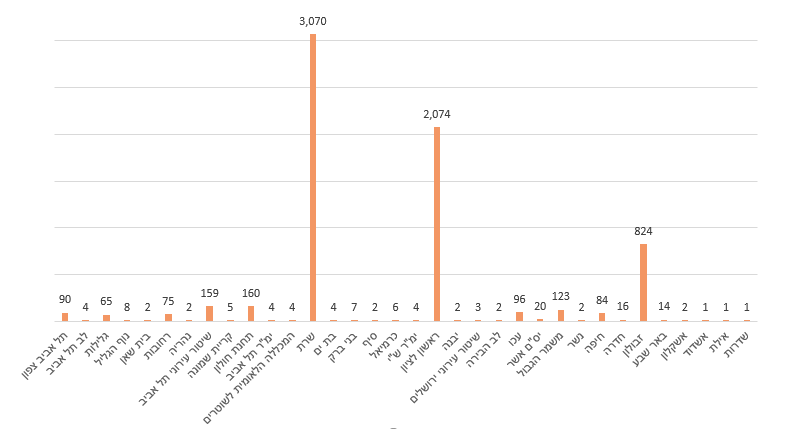 3,070
2,074
824
90
4
65
8
2
75
2
159
5
160
4
4
4
7
2
6
4
2
3
2
96
20
123
2
84
16
14
2
1
1
1
תל אביב צפון
לב תל אביב
גלילות
נוף הגליל
בית שאן
רחובות
נהריה
שיטור עירוני תל אביב
קריית שמונה
תחנת חולון
ימ"ר תל אביב
המכללה הלאומית לשוטרים
שרת
בת ים
בני ברק
סיף
כרמיאל
ימ"ר ש"י
ראשון לציון
יבנה
שיטור עירוני ירושלים
לב הבירה
עכו
יס"מ אשר
משמר הגבול
נשר
חיפה
חדרה
זבולון
באר שבע
אשקלון
אשדוד
אילת
שדרות